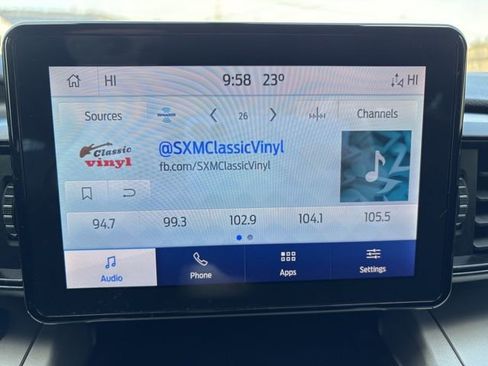 HI 9:58 23º HI
Sources 26 Channels
Classic
vinyl
@SXMClassicVinyl
fb.com/SXMClassicVinyl
94.7 99.3 102.9 104.1 105.5
Audio Phone Apps Settings